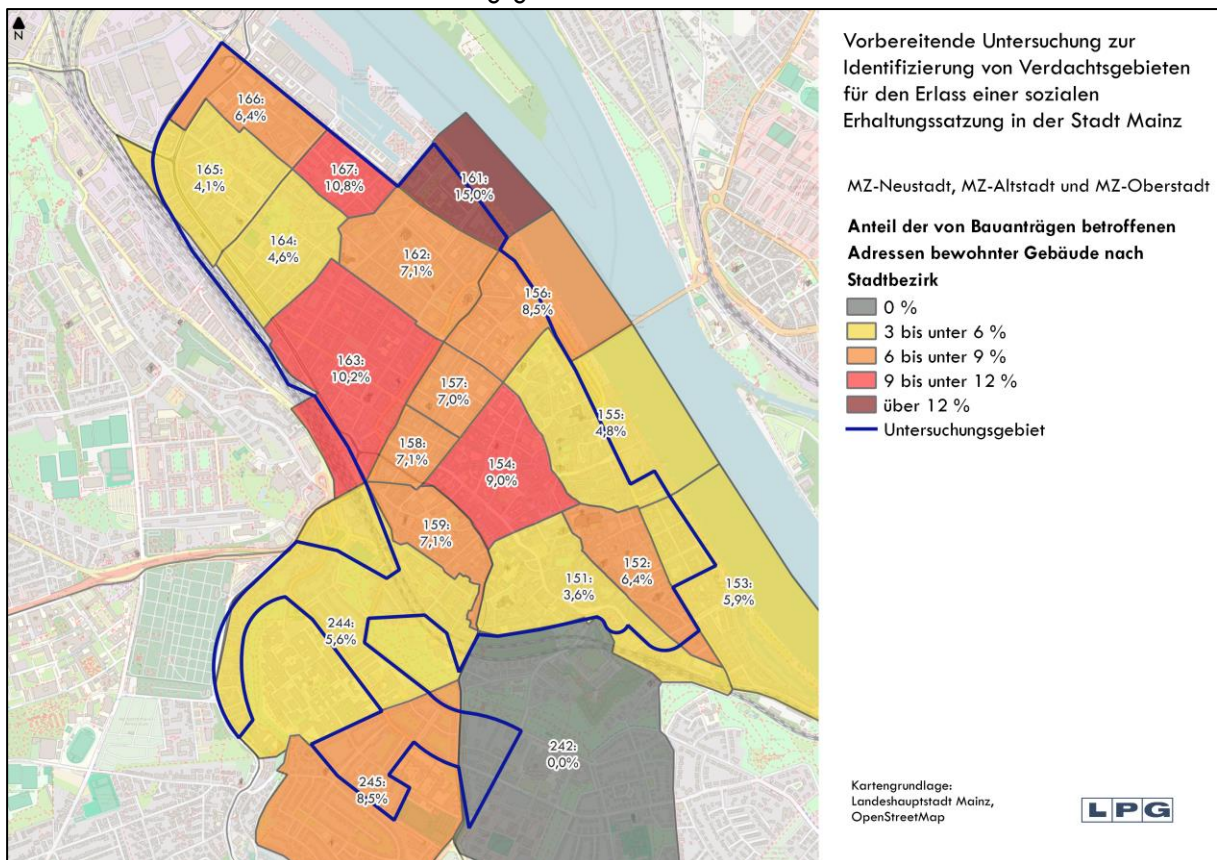 N
166:
6,4%
165:
4,1%
167:
10,8%
161:
15,0%
164:
4,6%
162:
7,1%
156:
8,5%
163:
10,2%
157:
7,0%
155:
4,8%
158:
7,1%
154:
9,0%
159:
7,1%
152:
6,4%
151:
3,6%
153:
5,9%
244:
5,6%
242:
0,0%
245:
8,5%
Vorbereitende Untersuchung zur
Identifizierung von Verdachtsgebieten
für den Erlass einer sozialen
Erhaltungssatzung in der Stadt Mainz
MZ-Neustadt, MZ-Altstadt und MZ-Oberstadt
Anteil der von Bauanträgen betroffenen
Adressen bewohnter Gebäude nach
Stadtbezirk
0 %
3 bis unter 6 %
6 bis unter 9 %
9 bis unter 12 %
über 12 %
Untersuchungsgebiet
Kartengrundlage:
Landeshauptstadt Mainz,
OpenStreetMap
LPG